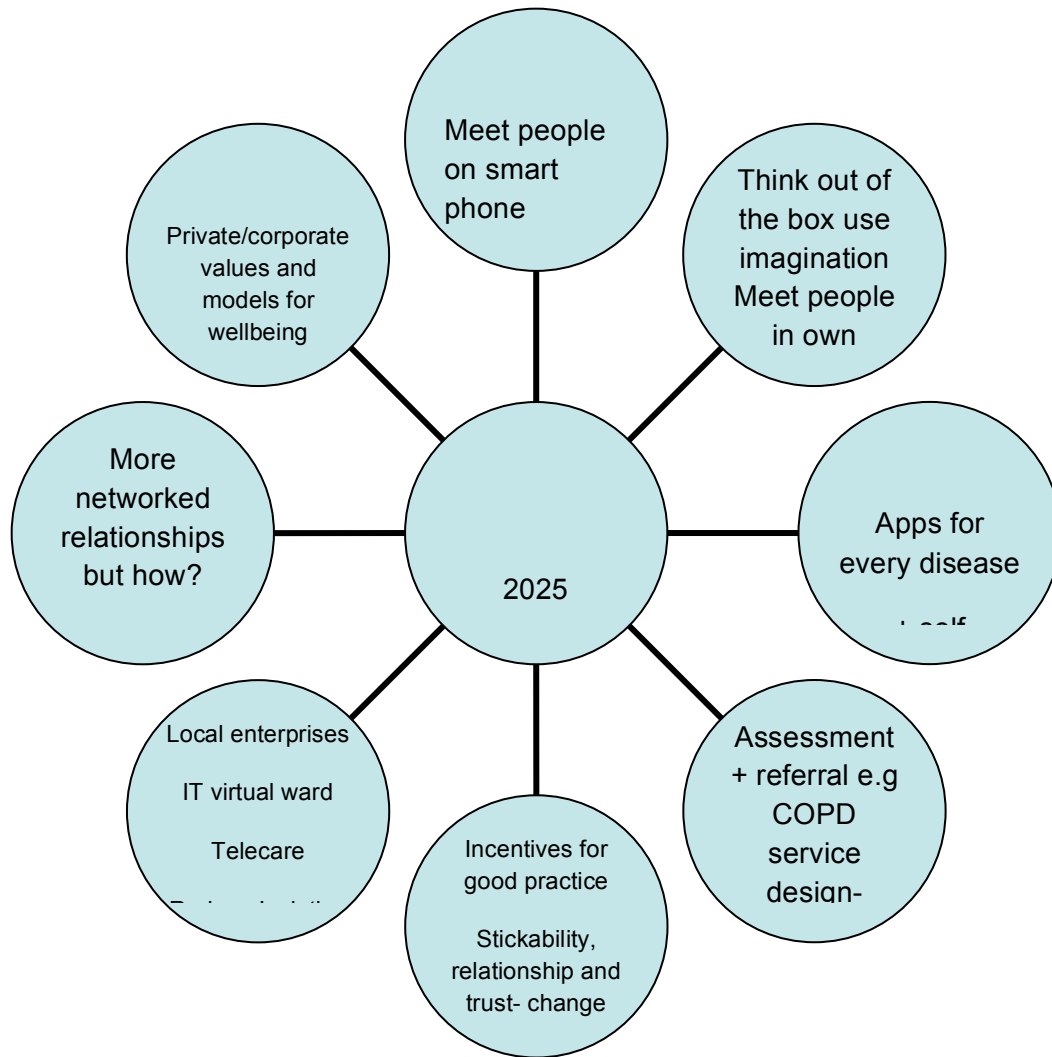 Meet people
on smart
phone
Think out of
the box use
imagination
Meet people
in own
Apps for
every disease
Assessment
+ referral e.g
COPD
service
design-
Incentives for
good practice
Stickability,
relationship and
trust- change
Local enterprises
IT virtual ward
Telecare
More
networked
relationships
but how?
Private/corporate
values and
models for
wellbeing
2025